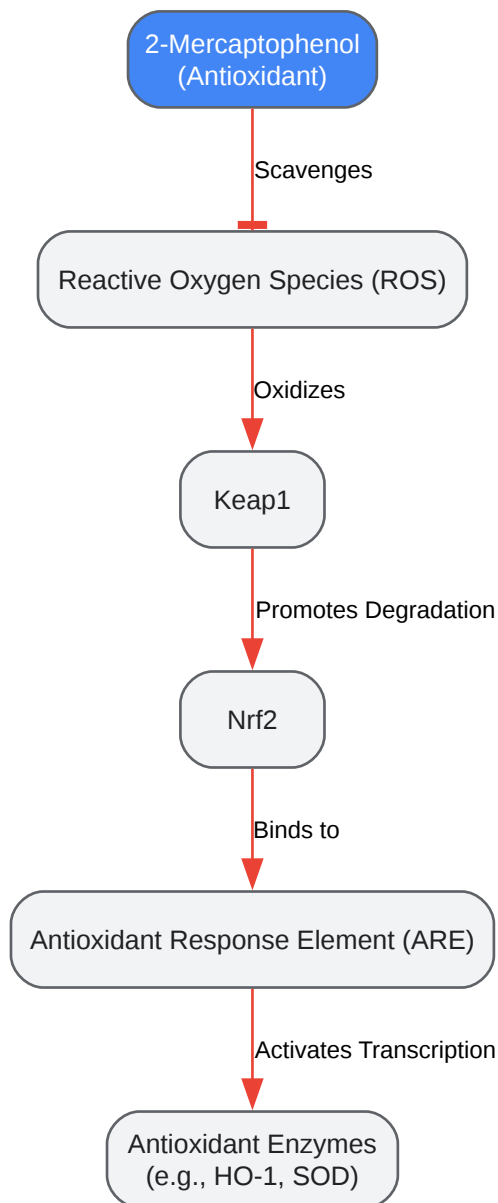 2-Mercaptophenol
(Antioxidant)
Scavenges
Reactive Oxygen Species (ROS)
Oxidizes
Keap1
Promotes Degradation
Nrf2
Binds to
Antioxidant Response Element (ARE)
Activates Transcription
Antioxidant Enzymes
(e.g., HO-1, SOD)